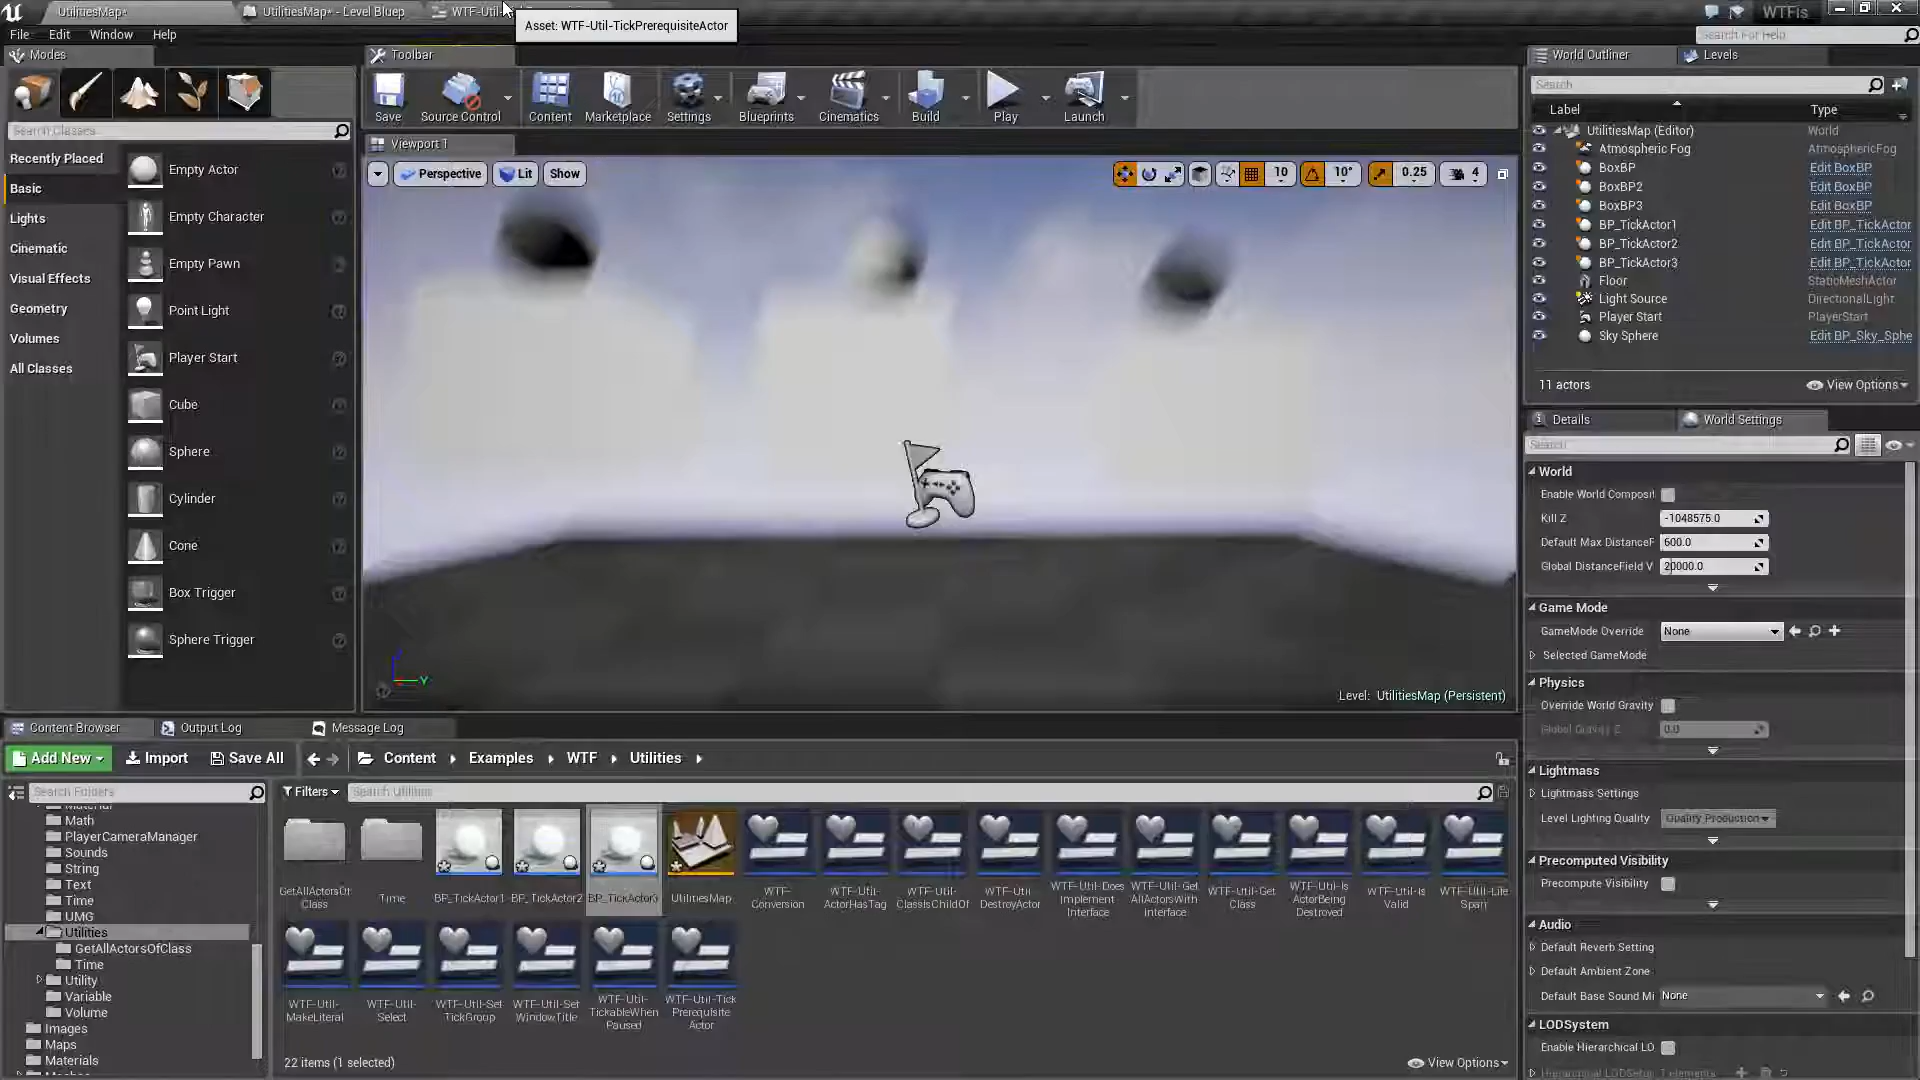 UtilitiesMap*
UtilitiesMap* - Level Bluep
WTF-Util-
WTFis
Asset: WTF-Util-TickPrerequisiteActor
File Edit Window Help
Search For Help
Modes
Toolbar
World Outliner
Levels
Save
Source Control
Content
Marketplace
Settings
Blueprints
Cinematics
Build
Play
Launch
Search
Label
Type
Search Classes
Viewport 1
Perspective
Lit
Show
10
10°
0.25
4
Recently Placed
Basic
Lights
Cinematic
Visual Effects
Geometry
Volumes
All Classes
Empty Actor
Empty Character
Empty Pawn
Point Light
Player Start
Cube
Sphere
Cylinder
Cone
Box Trigger
Sphere Trigger
Level: UtilitiesMap (Persistent)
UtilitiesMap (Editor) World
Atmospheric Fog AtmosphericFog
BoxBP Edit BoxBP
BoxBP2 Edit BoxBP
BoxBP3 Edit BoxBP
BP_TickActor1 Edit BP_TickActor
BP_TickActor2 Edit BP_TickActor
BP_TickActor3 Edit BP_TickActor
Floor StaticMeshActor
Light Source DirectionalLight
Player Start PlayerStart
Sky Sphere Edit BP_Sky_Sphe
11 actors
View Options
Details
World Settings
Search
World
Enable World Composit
Kill Z -1048575.0
Default Max DistanceF 600.0
Global DistanceField V 20000.0
Game Mode
GameMode Override None
Selected GameMode
Physics
Override World Gravity
Global Gravity Z 0.0
Lightmass
Lightmass Settings
Level Lighting Quality Quality Production
Precomputed Visibility
Precompute Visibility
Audio
Default Reverb Setting
Default Ambient Zone
Default Base Sound Mi None
LODSystem
Enable Hierarchical LO
Hierarchical LODSetup 1 elements
Content Browser
Output Log
Message Log
Add New
Import
Save All
Content
Examples
WTF
Utilities
Search Folders
Filters
Search Utilities
Material
Math
PlayerCameraManager
Sounds
String
Text
Time
UMG
Utilities
GetAllActorsOfClass
Time
Utility
Variable
Volume
Images
Maps
Materials
GetAllActorsOf
Class
Time
BP_TickActor1
BP_TickActor2
BP_TickActor3
UtilitiesMap
WTF-
Conversion
WTF-Util-
ActorHasTag
WTF-Util-
ClassIsChildOf
WTF-Util
DestroyActor
WTF-Util-Does
Implement
Interface
WTF-Util-Get
AllActorsWith
Interface
WTF-Util-Get
Class
WTF-Util-Is
ActorBeing
Destroyed
WTF-Util-Is
Valid
WTF-Util-Life
Span
WTF-Util-
MakeLiteral
WTF-Util-
Select
WTF-Util-Set
TickGroup
WTF-Util-Set
WindowTitle
WTF-Util-
TickableWhen
Paused
WTF-Util-Tick
Prerequisite
Actor
22 items (1 selected)
View Options